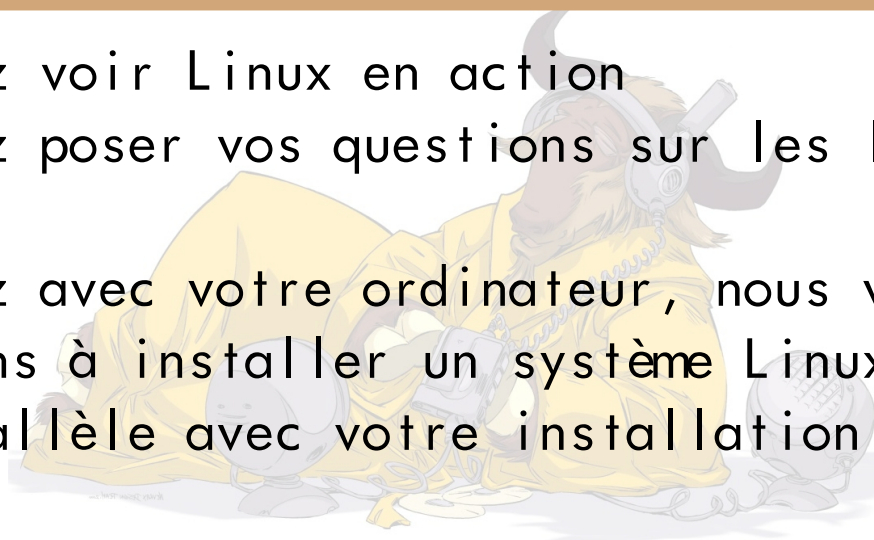 z voir Linux en action
z poser vos questions sur les
z avec votre ordinateur, nous v
ns à installer un système Linux
allèle avec votre installation